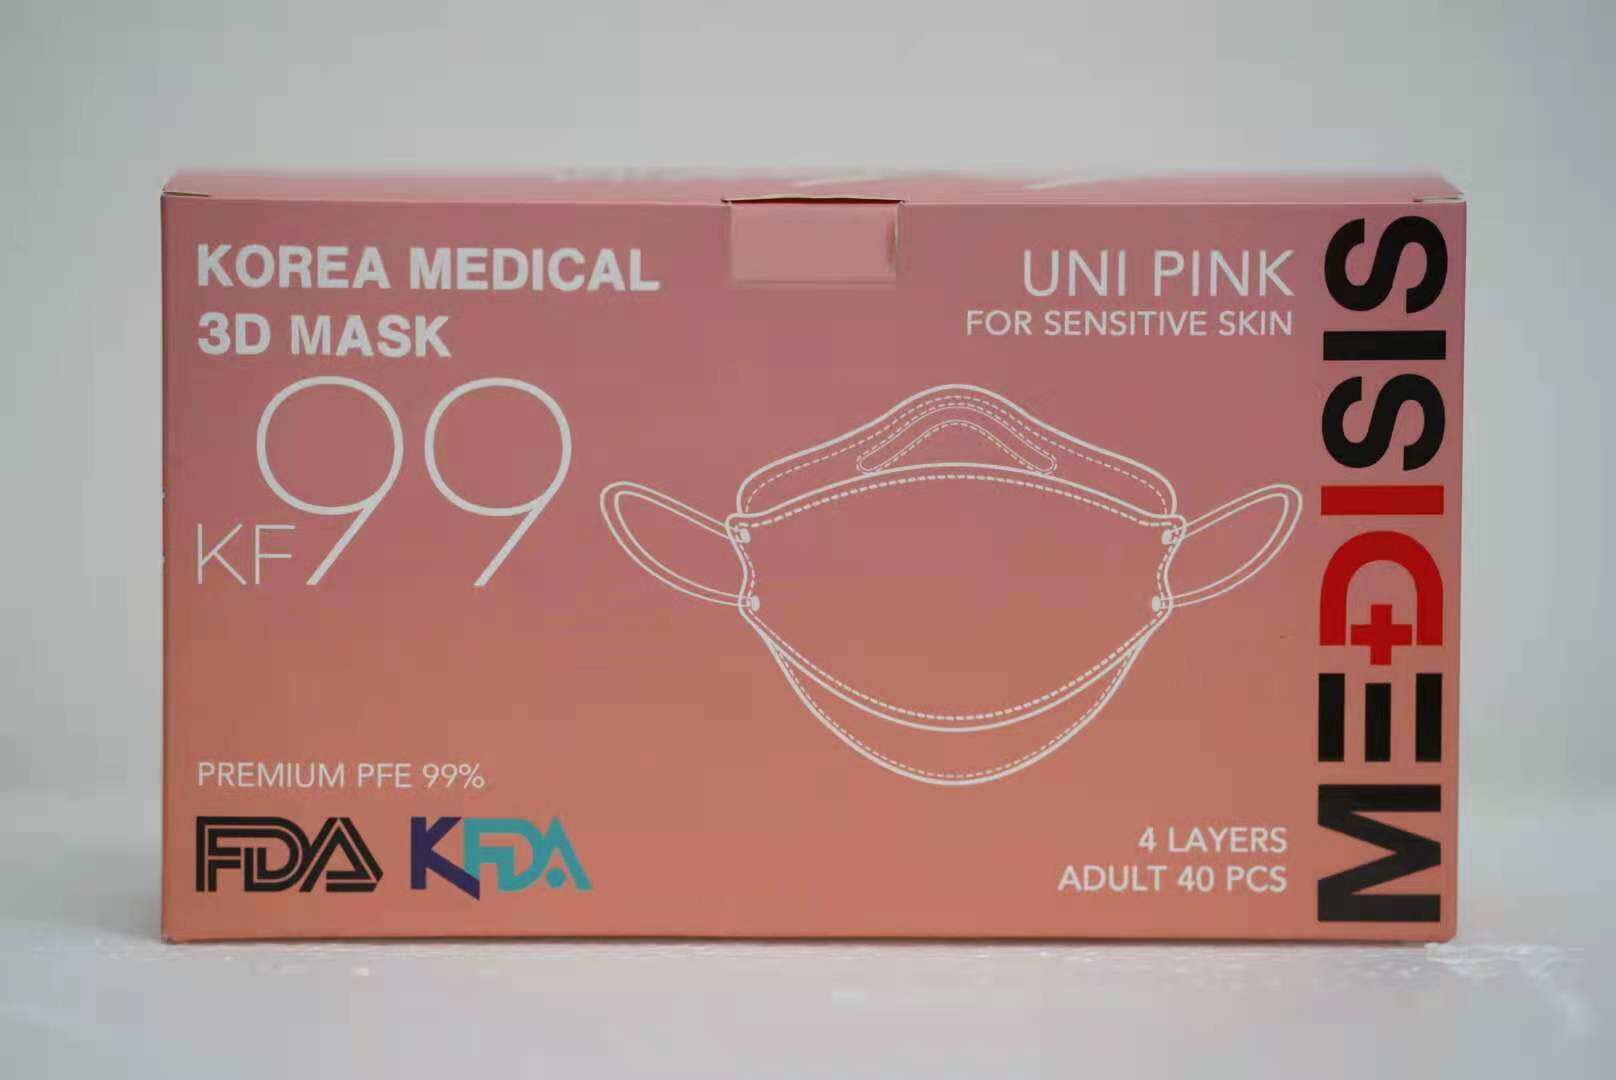 KOREA MEDICAL
3D MASK
KF99
UNI PINK
FOR SENSITIVE SKIN
MEDISIS
PREMIUM PFE 99%
FDA KFDA
4 LAYERS
ADULT 40 PCS